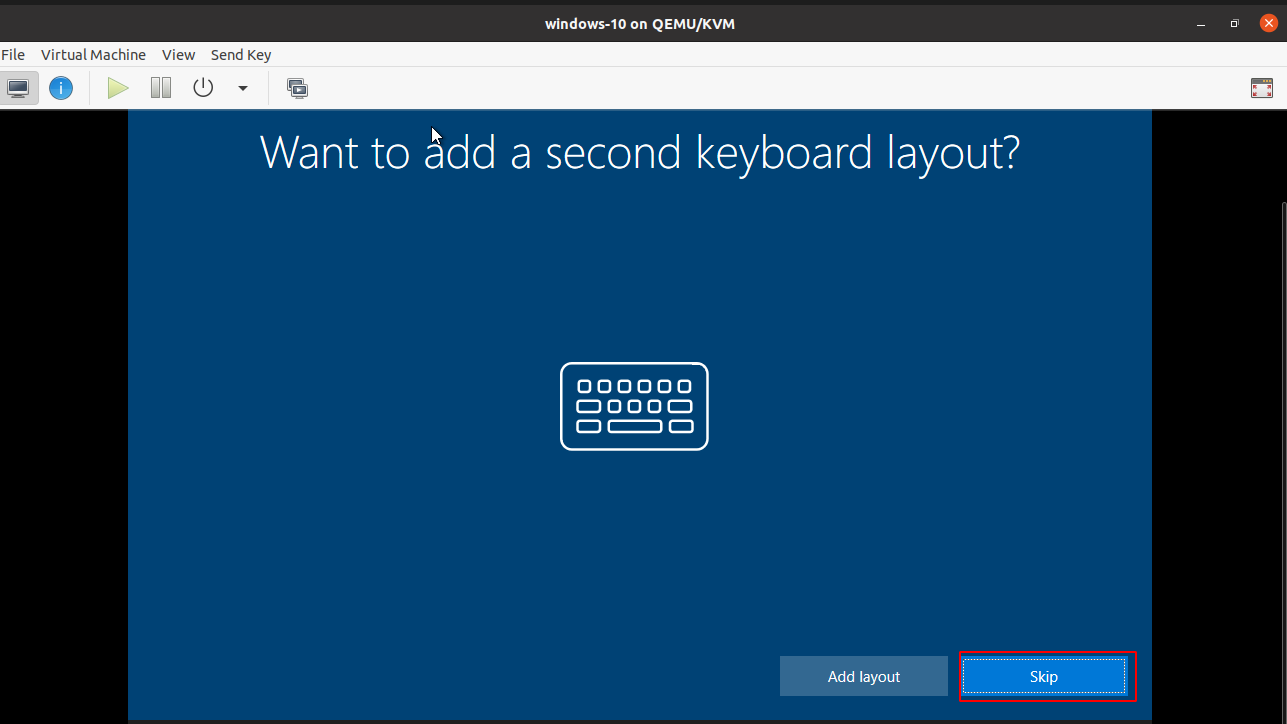 windows-10 on QEMU/KVM
File Virtual Machine View Send Key
Want to add a second keyboard layout?
Add layout Skip